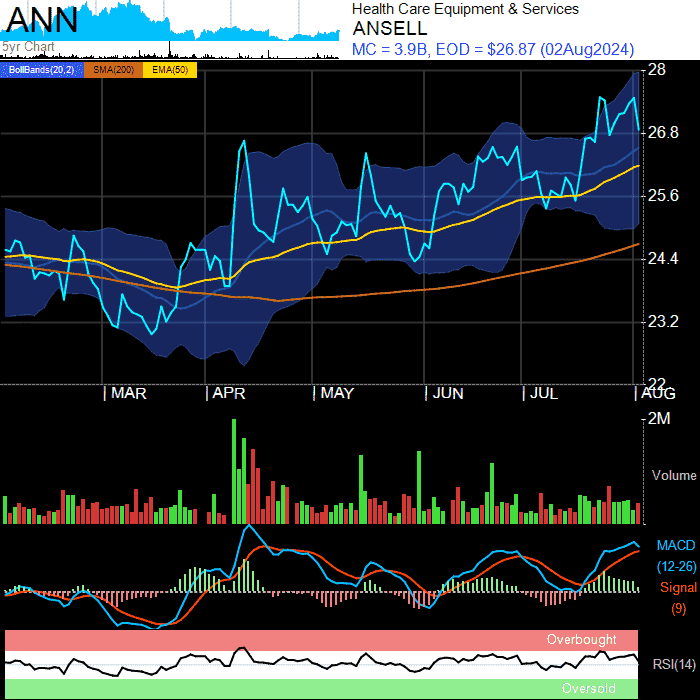 ANN
5yr Chart
Health Care Equipment & Services
ANSELL
MC = 3.9B, EOD = $26.87 (02Aug2024)
BollBands(20,2) SMA(200) EMA(50)
28
26.8
25.6
24.4
23.2
22
MAR APR MAY JUN JUL AUG
2M
Volume
MACD
(12-26)
Signal
(9)
Overbought
RSI(14)
Oversold